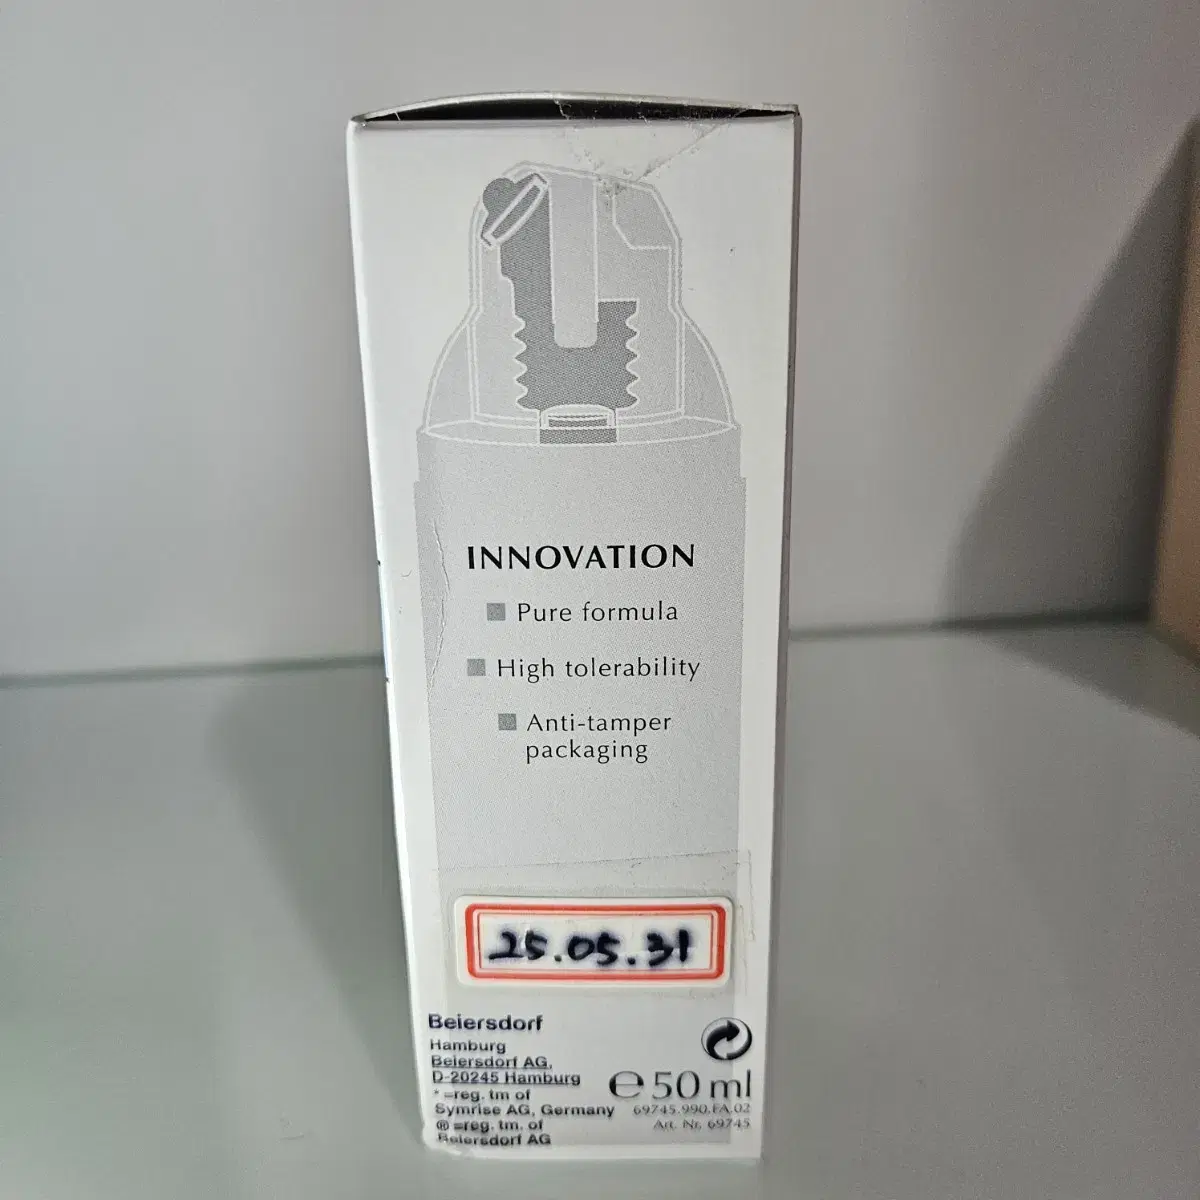 INNOVATION
Pure formula
High tolerability
Anti-tamper
packaging
25.05.31
Beiersdorf
Hamburg
Beiersdorf AG,
D-20245 Hamburg
* =reg. tm of
Symrise AG, Germany
® =reg. tm. of
Beiersdorf AG
e 50 ml
69745.990.FA.02
Art. Nr. 69745